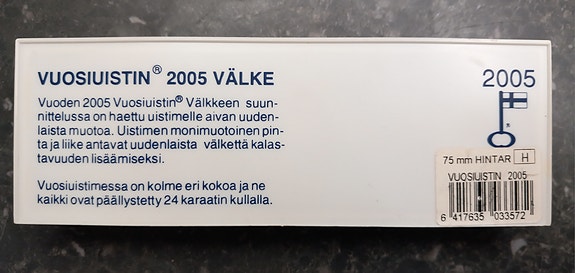 VUOSIUISTIN® 2005 VÄLKE
Vuoden 2005 Vuosiuistin® Välkkeen suun-
nittelussa on haettu uistimelle aivan uuden-
laista muotoa. Uistimen monimuotoinen pin-
ta ja liike antavat uudenlaista välkettä kalas-
tavuuden lisäämiseksi.
Vuosiuistimessa on kolme eri kokoa ja ne
kaikki ovat päällystetty 24 karaatin kullalla.
2005
®
75 mm HINTAR H
VUOSIUISTIN 2005
6 417635 033572